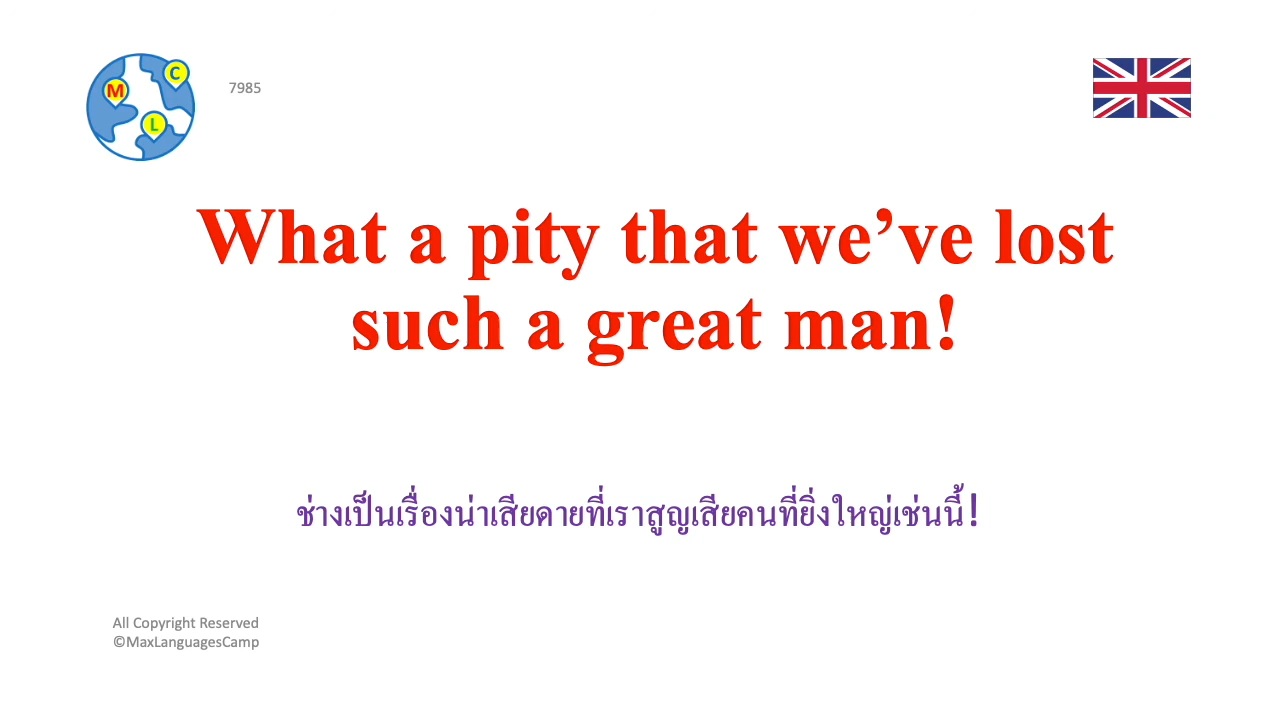 M
C
L
7985
What a pity that we’ve lost
such a great man!
ช่างเป็นเรื่องน่าเสียดายที่เราสูญเสียคนที่ยิ่งใหญ่เช่นนี้!
All Copyright Reserved
©MaxLanguagesCamp